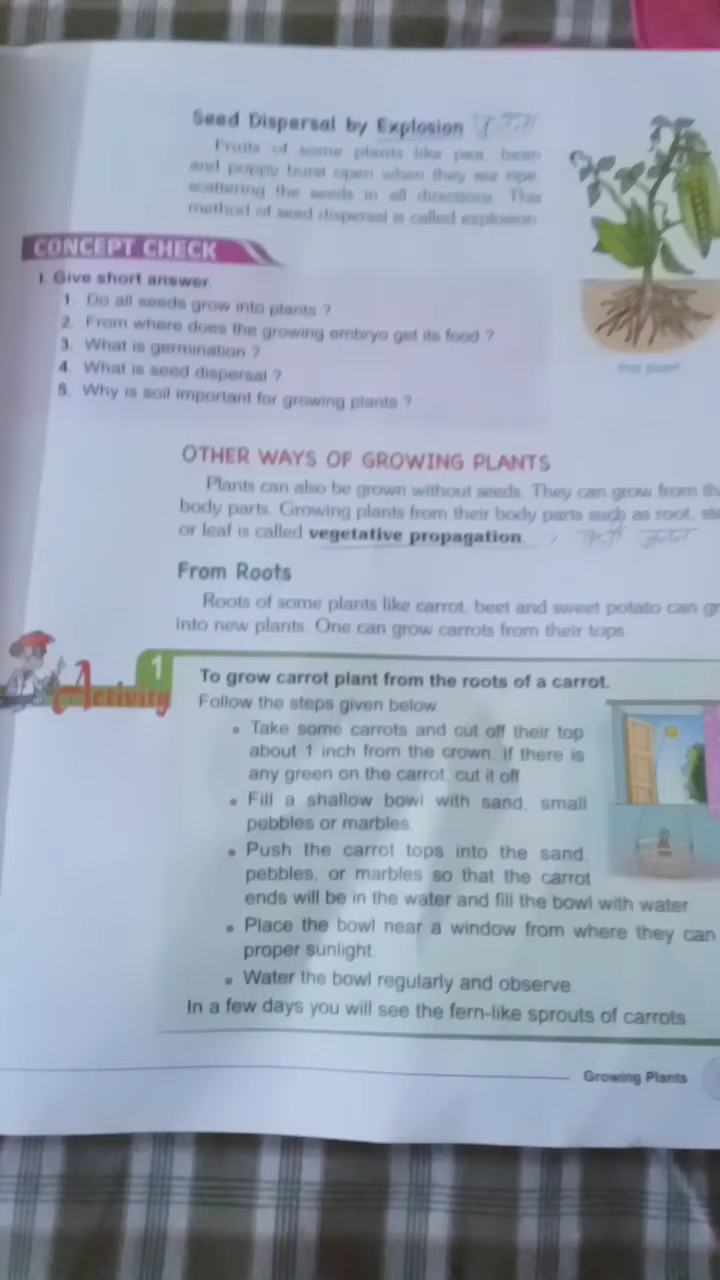 Seed Dispersal by Explosion
Fruits of some plants like pea, bean
and poppy burst open when they are ripe
scattering the seeds in all directions. This
method of seed dispersal is called explosion.
CONCEPT CHECK
I. Give short answer.
1. Do all seeds grow into plants ?
2. From where does the growing embryo get its food ?
3. What is germination ?
4. What is seed dispersal ?
5. Why is soil important for growing plants ?
OTHER WAYS OF GROWING PLANTS
Plants can also be grown without seeds. They can grow from
body parts. Growing plants from their body parts such as root,
or leaf is called vegetative propagation.
From Roots
Roots of some plants like carrot, beet and sweet potato can
into new plants. One can grow carrots from their tops.
Activity 1
To grow carrot plant from the roots of a carrot.
Follow the steps given below.
• Take some carrots and cut off their top
about 1 inch from the crown. If there is
any green on the carrot, cut it off.
• Fill a shallow bowl with sand, small
pebbles or marbles.
• Push the carrot tops into the sand,
pebbles, or marbles so that the carrot
ends will be in the water and fill the bowl with water
• Place the bowl near a window from where they can
proper sunlight.
• Water the bowl regularly and observe.
In a few days you will see the fern-like sprouts of carrots
Growing Plants